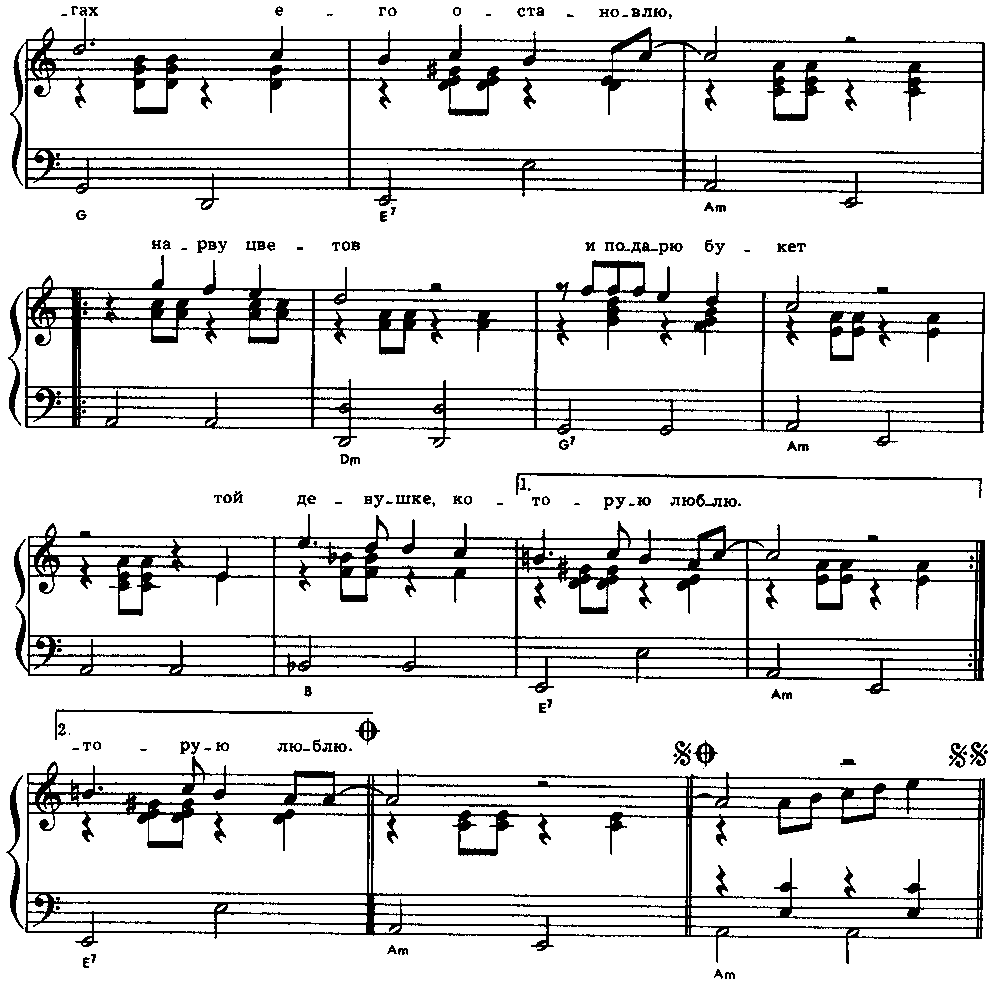 -гах е - го о - ста - но-влю,
G E7 Am
на - рву цве - тов и по-да-рю бу - кет
Dm G7 Am
1.
той де - ву-шке, ко - то - ру-ю люб-лю.
B E7 Am
2.
-то - ру-ю лю-блю.
E7 Am Am